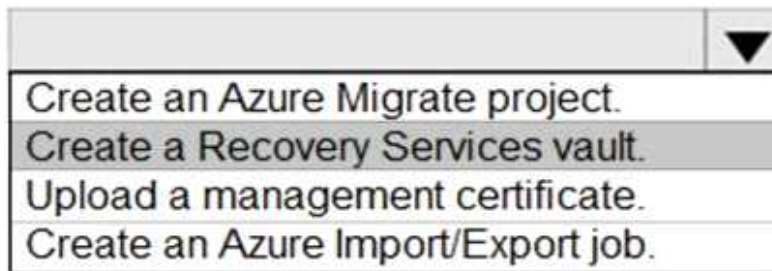 Create an Azure Migrate project.
Create a Recovery Services vault.
Upload a management certificate.
Create an Azure Import/Export job.